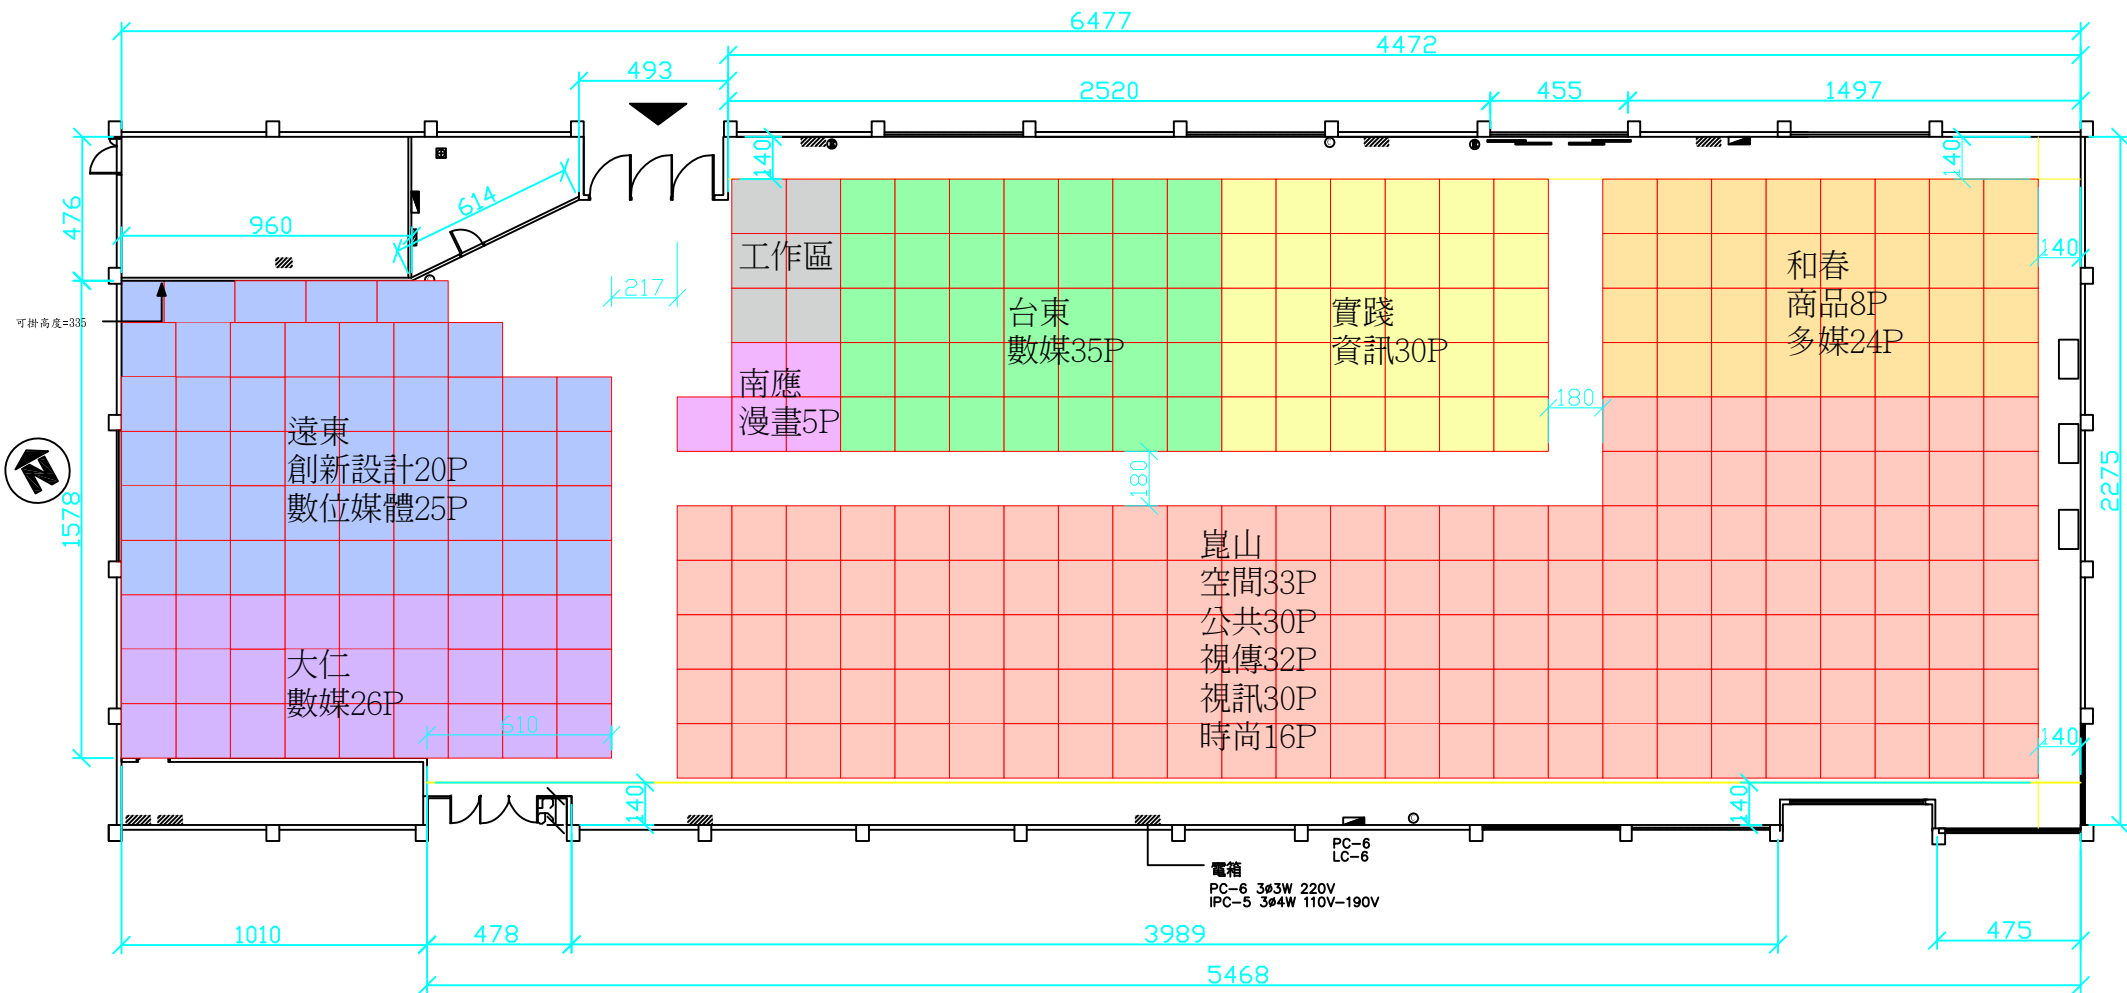 6477
4472
493
2520
455
1497
140
140
476
960
614
217
140
可掛高度=335
工作區
台東
數媒35P
實踐
資訊30P
和春
商品8P
多媒24P
南應
漫畫5P
180
180
遠東
創新設計20P
數位媒體25P
N
1578
2275
崑山
空間33P
公共30P
視傳32P
視訊30P
時尚16P
大仁
數媒26P
610
140
140
140
PC-6
LC-6
電箱
PC-6 3ø3W 220V
IPC-5 3ø4W 110V-190V
1010
478
3989
475
5468